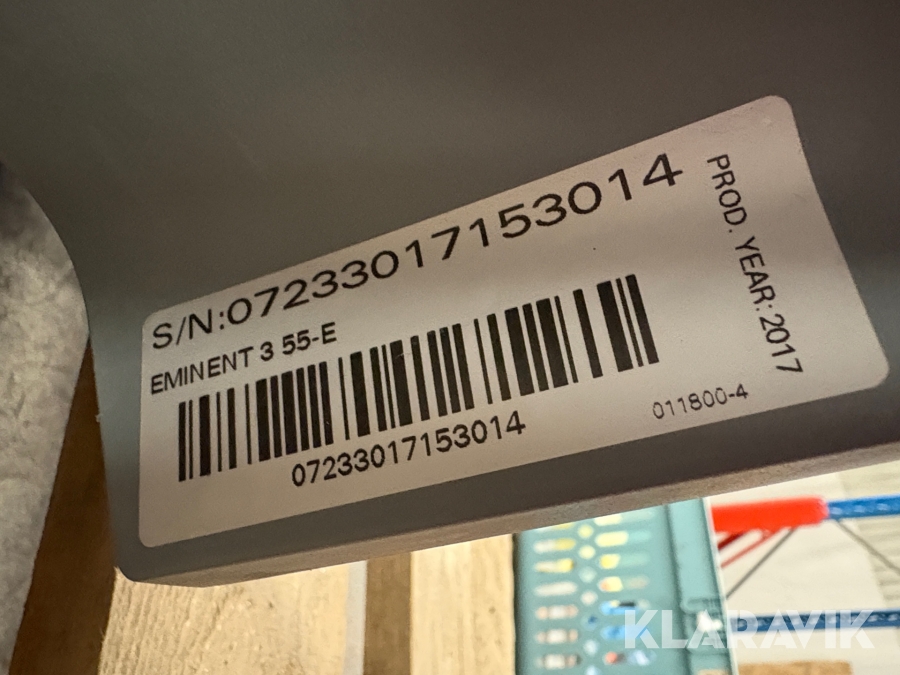 S/N:07233017153014
EMINENT 3 55-E
07233017153014
011800-4
PROD. YEAR:2017
KLARAVIK